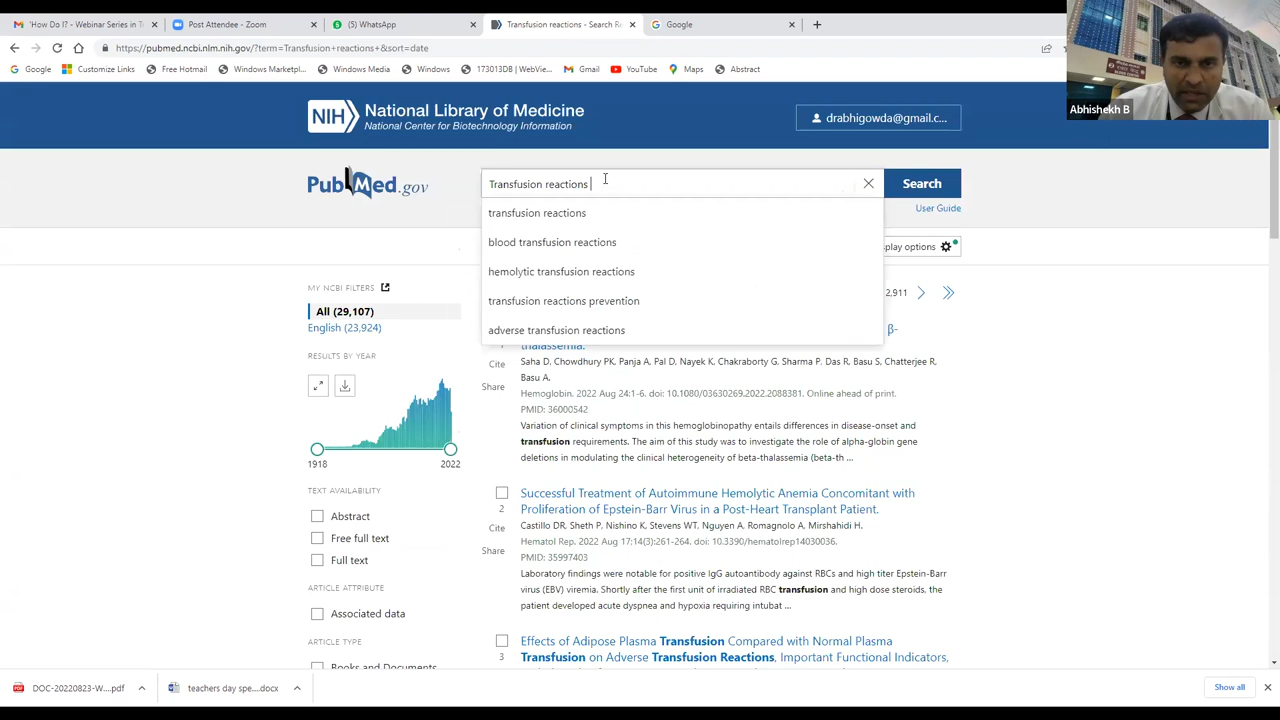 'How Do I?' - Webinar Series in T
Post Attendee - Zoom
(5) WhatsApp
Transfusion reactions - Search R
Google
https://pubmed.ncbi.nlm.nih.gov/?term=Transfusion+reactions+&sort=date
Google
Customize Links
Free Hotmail
Windows Marketpl...
Windows Media
Windows
173013DB | WebVie...
Gmail
YouTube
Maps
Abstract
Abhishekh B
NIH
National Library of Medicine
National Center for Biotechnology Information
drabhigowda@gmail.c...
PubMed.gov
Transfusion reactions
Search
User Guide
transfusion reactions
blood transfusion reactions
hemolytic transfusion reactions
transfusion reactions prevention
adverse transfusion reactions
play options
MY NCBI FILTERS
All (29,107)
English (23,924)
2,911
RESULTS BY YEAR
1918
2022
TEXT AVAILABILITY
Abstract
Free full text
Full text
ARTICLE ATTRIBUTE
Associated data
ARTICLE TYPE
Books and Documents
β-
thalassemia.
Cite
Share
Saha D, Chowdhury PK, Panja A, Pal D, Nayek K, Chakraborty G, Sharma P, Das R, Basu S, Chatterjee R,
Basu A.
Hemoglobin. 2022 Aug 24:1-6. doi: 10.1080/03630269.2022.2088381. Online ahead of print.
PMID: 36000542
Variation of clinical symptoms in this hemoglobinopathy entails differences in disease-onset and
transfusion requirements. The aim of this study was to investigate the role of alpha-globin gene
deletions in modulating the clinical heterogeneity of beta-thalassemia (beta-th ...
2
Cite
Share
Successful Treatment of Autoimmune Hemolytic Anemia Concomitant with
Proliferation of Epstein-Barr Virus in a Post-Heart Transplant Patient.
Castillo DR, Sheth P, Nishino K, Stevens WT, Nguyen A, Romagnolo A, Mirshahidi H.
Hematol Rep. 2022 Aug 17;14(3):261-264. doi: 10.3390/hematolrep14030036.
PMID: 35997403
Laboratory findings were notable for positive IgG autoantibody against RBCs and high titer Epstein-Barr
virus (EBV) viremia. Shortly after the first unit of irradiated RBC transfusion and high dose steroids, the
patient developed acute dyspnea and hypoxia requiring intubat ...
3
Effects of Adipose Plasma Transfusion Compared with Normal Plasma
Transfusion on Adverse Transfusion Reactions, Important Functional Indicators,
DOC-20220823-W....pdf
teachers day spe....docx
Show all